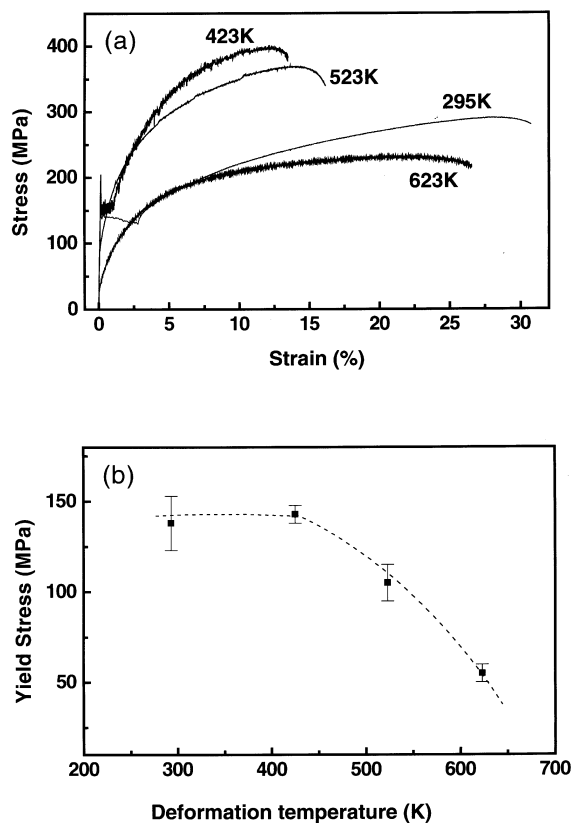 (a)
423K
523K
295K
623K
400
300
200
100
0
Stress (MPa)
0 5 10 15 20 25 30
Strain (%)
(b)
150
100
50
Yield Stress (MPa)
200 300 400 500 600 700
Deformation temperature (K)